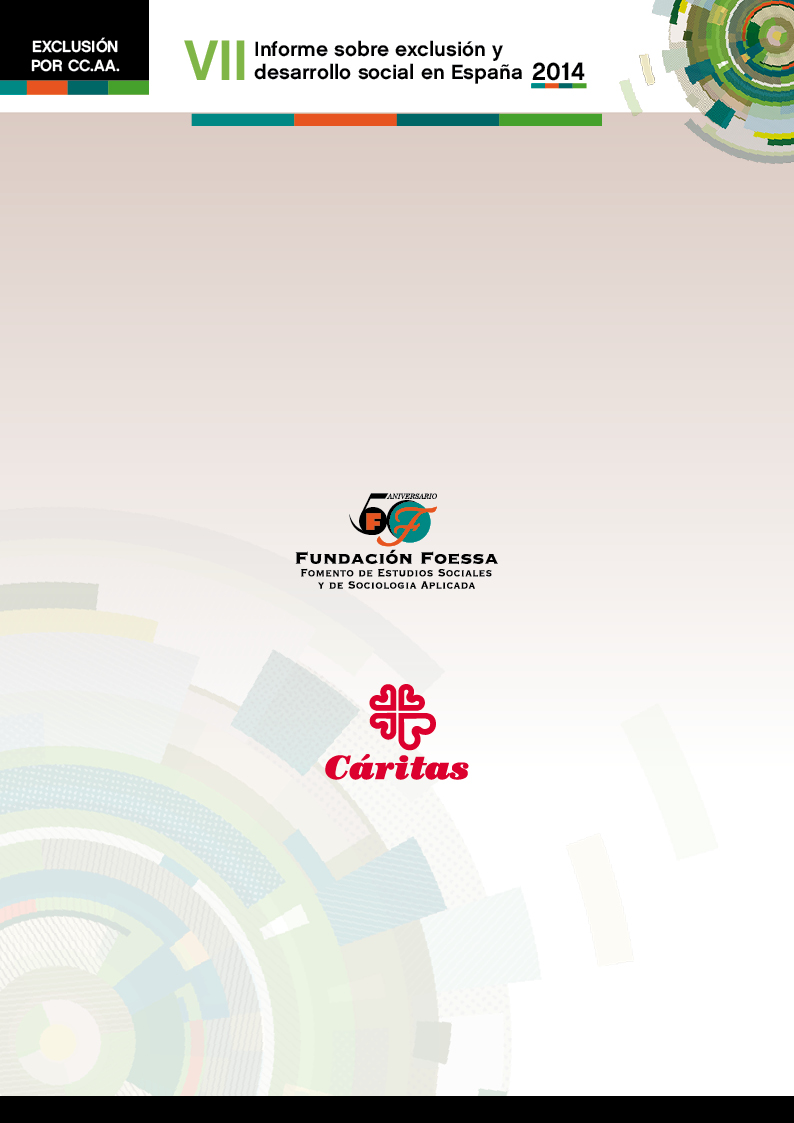 EXCLUSIÓN
POR CC.AA.
VII Informe sobre exclusión y
desarrollo social en España 2014
50 ANIVERSARIO
F F
FUNDACIÓN FOESSA
FOMENTO DE ESTUDIOS SOCIALES
Y DE SOCIOLOGIA APLICADA
Cáritas